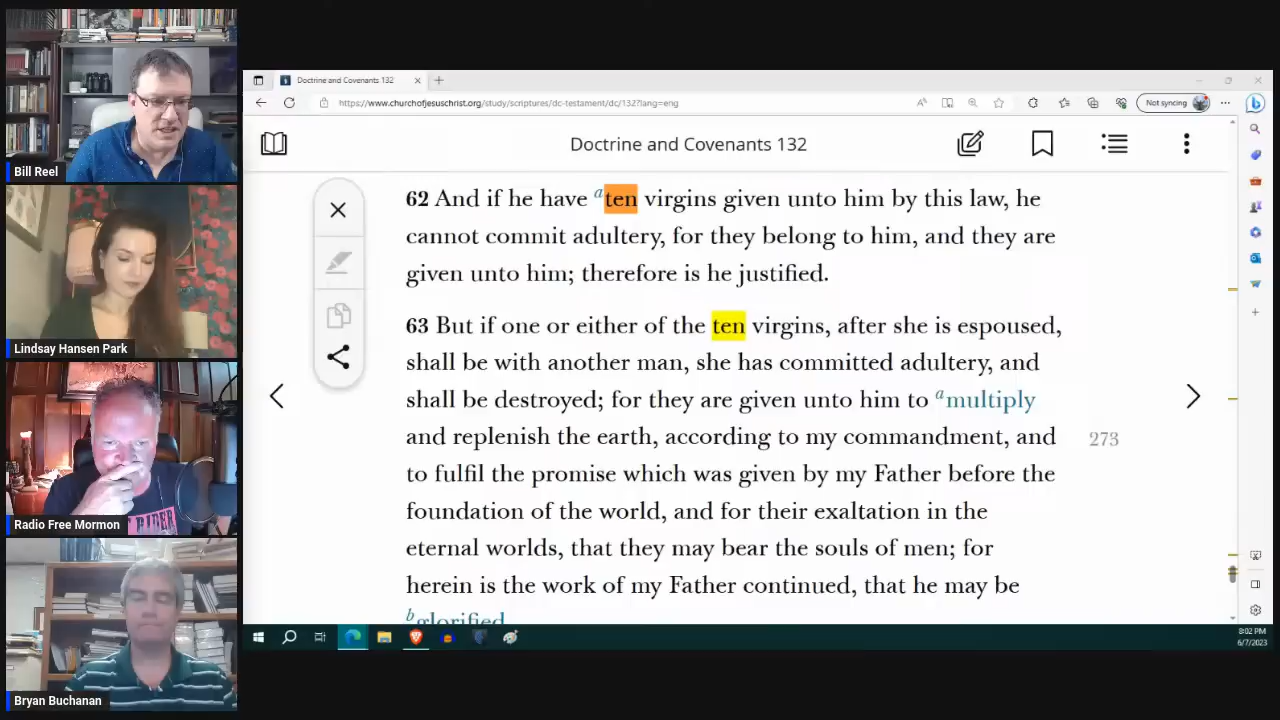 Bill Reel
Lindsay Hansen Park
Radio Free Mormon
RIDER
Bryan Buchanan
Doctrine and Covenants 132
https://www.churchofjesuschrist.org/study/scriptures/dc-testament/dc/132?lang=eng
Not syncing
Doctrine and Covenants 132
62 And if he have a ten virgins given unto him by this law, he
cannot commit adultery, for they belong to him, and they are
given unto him; therefore is he justified.
63 But if one or either of the ten virgins, after she is espoused,
shall be with another man, she has committed adultery, and
shall be destroyed; for they are given unto him to a multiply
and replenish the earth, according to my commandment, and
273
to fulfil the promise which was given by my Father before the
foundation of the world, and for their exaltation in the
eternal worlds, that they may bear the souls of men; for
herein is the work of my Father continued, that he may be
b glorified
8:02 PM
6/7/2023